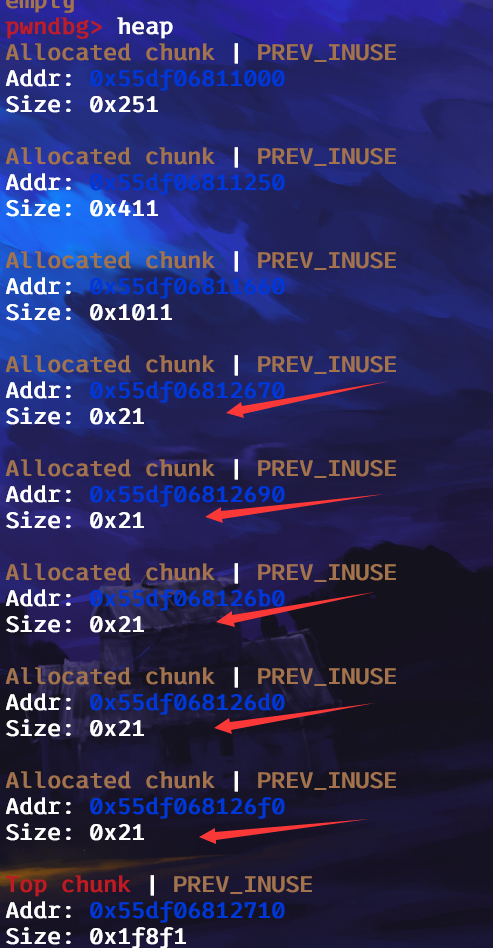 empty
pwndbg> heap
Allocated chunk | PREV_INUSE
Addr: 0x55df06811000
Size: 0x251
Allocated chunk | PREV_INUSE
Addr: 0x55df06811250
Size: 0x411
Allocated chunk | PREV_INUSE
Addr: 0x55df06811660
Size: 0x1011
Allocated chunk | PREV_INUSE
Addr: 0x55df06812670
Size: 0x21
Allocated chunk | PREV_INUSE
Addr: 0x55df06812690
Size: 0x21
Allocated chunk | PREV_INUSE
Addr: 0x55df068126b0
Size: 0x21
Allocated chunk | PREV_INUSE
Addr: 0x55df068126d0
Size: 0x21
Allocated chunk | PREV_INUSE
Addr: 0x55df068126f0
Size: 0x21
Top chunk | PREV_INUSE
Addr: 0x55df06812710
Size: 0x1f8f1